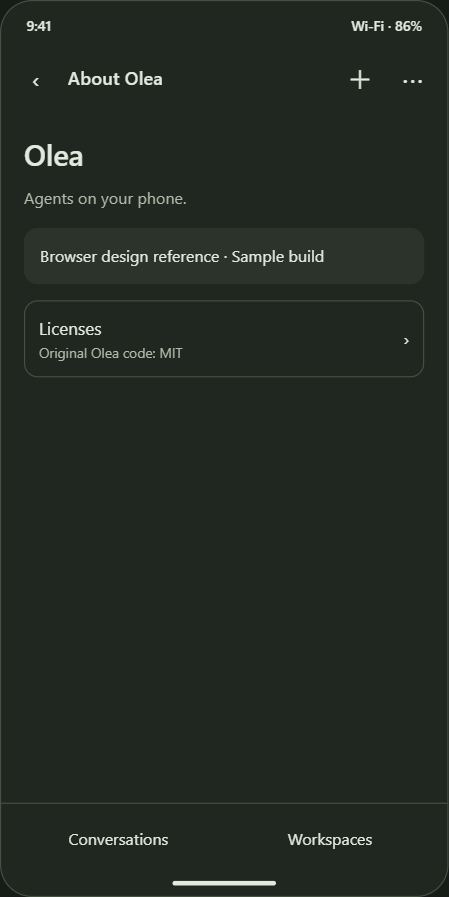 9:41 Wi-Fi · 86%
‹ About Olea + ...
Olea
Agents on your phone.
Browser design reference · Sample build
Licenses
Original Olea code: MIT
›
Conversations Workspaces